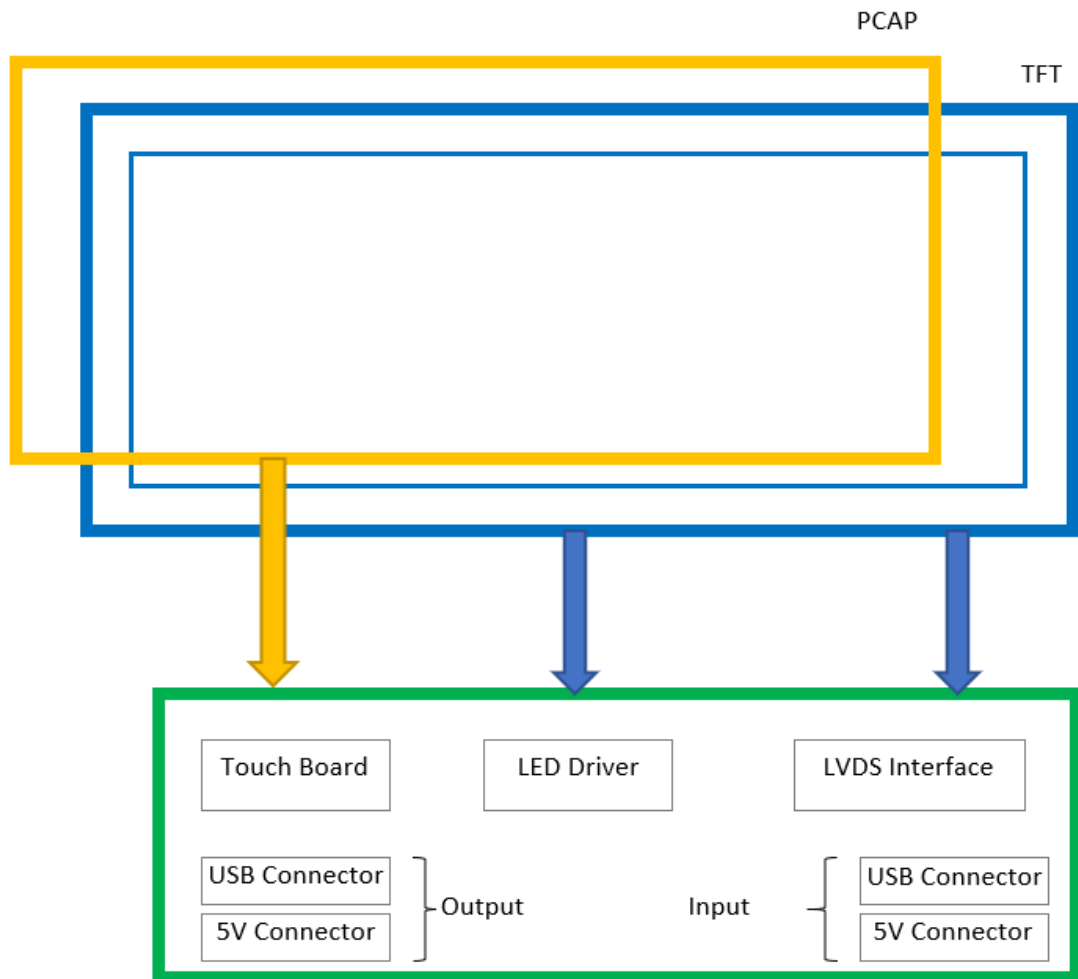 PCAP
TFT
Touch Board
LED Driver
LVDS Interface
USB Connector
5V Connector
Output
Input
USB Connector
5V Connector